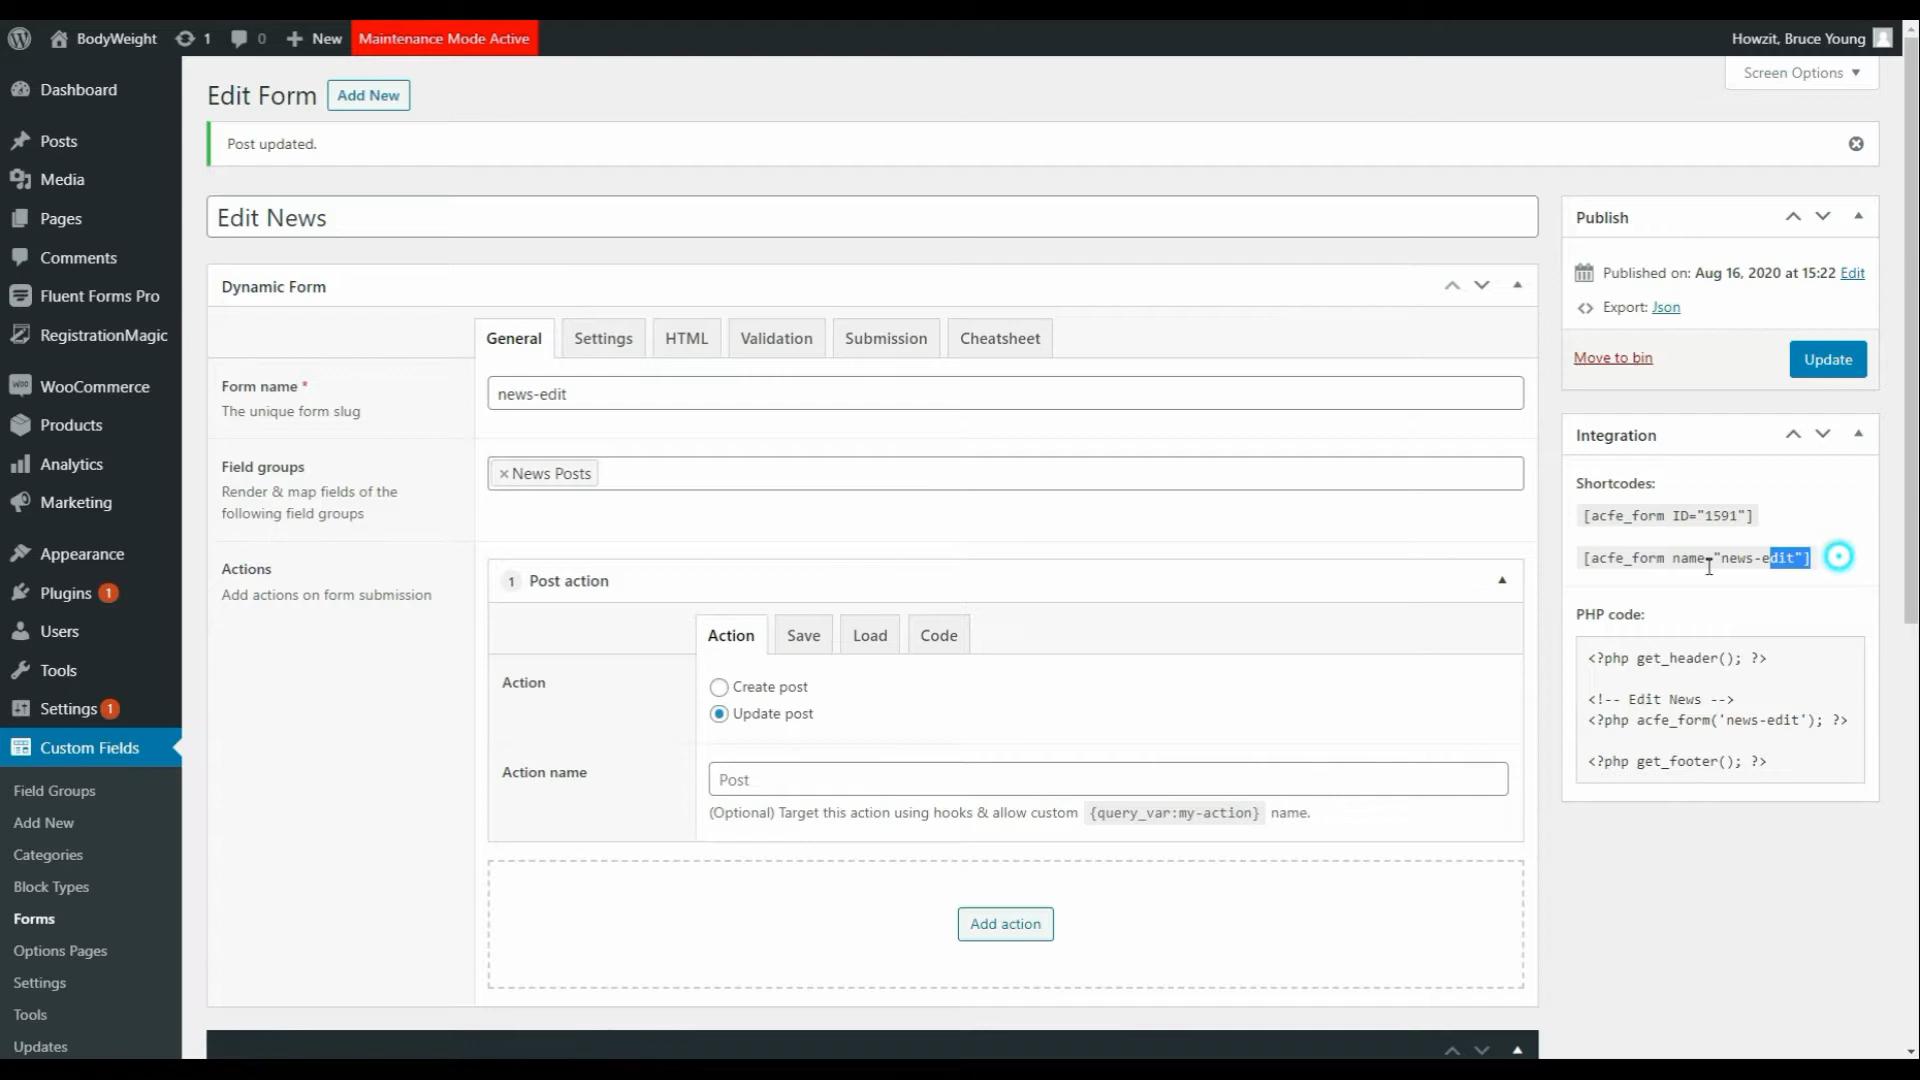 BodyWeight 1 0 New Maintenance Mode Active Howzit, Bruce Young
Screen Options
Dashboard
Posts
Media
Pages
Comments
Fluent Forms Pro
RegistrationMagic
WooCommerce
Products
Analytics
Marketing
Appearance
Plugins 1
Users
Tools
Settings 1
Custom Fields
Field Groups
Add New
Categories
Block Types
Forms
Options Pages
Settings
Tools
Updates
Edit Form Add New
Post updated.
Edit News
Dynamic Form
General Settings HTML Validation Submission Cheatsheet
Form name *
The unique form slug
news-edit
Field groups
Render & map fields of the
following field groups
×News Posts
Actions
Add actions on form submission
1 Post action
Action Save Load Code
Action
Create post
Update post
Action name
Post
(Optional) Target this action using hooks & allow custom {query_var:my-action} name.
Add action
Publish
Published on: Aug 16, 2020 at 15:22 Edit
Export: Json
Move to bin Update
Integration
Shortcodes:
[acfe_form ID="1591"]
[acfe_form name="news-edit"]
PHP code:
<?php get_header(); ?>
<!-- Edit News -->
<?php acfe_form('news-edit'); ?>
<?php get_footer(); ?>